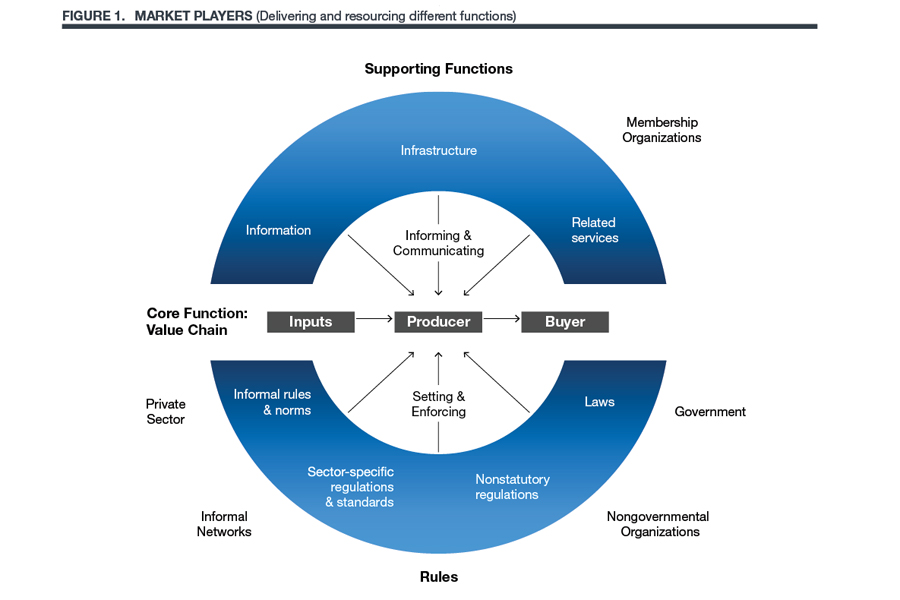 FIGURE 1. MARKET PLAYERS (Delivering and resourcing different functions)
Supporting Functions
Membership
Organizations
Infrastructure
Information
Related
services
Informing &
Communicating
Core Function:
Value Chain
Inputs
Producer
Buyer
Informal rules
& norms
Setting &
Enforcing
Laws
Private
Sector
Government
Sector-specific
regulations
& standards
Nonstatutory
regulations
Informal
Networks
Nongovernmental
Organizations
Rules